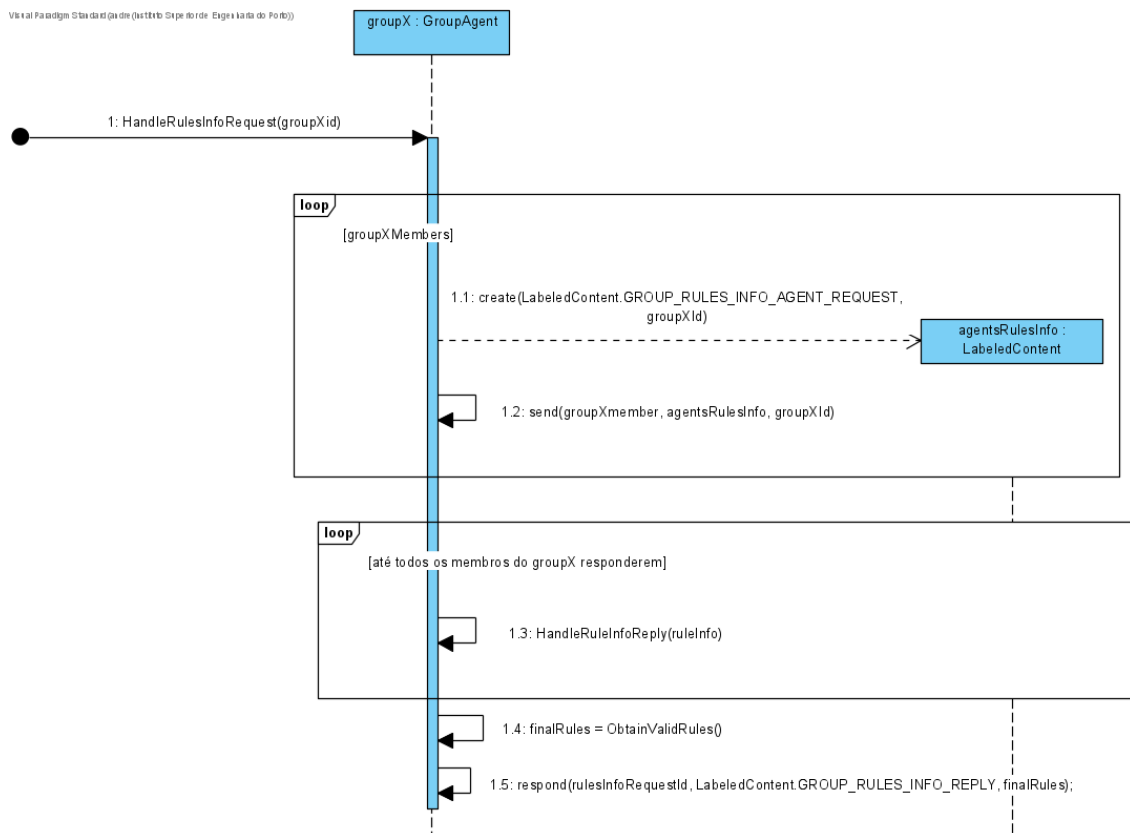 Visual Paradigm Standard(andre(Instituto Superior de Engenharia do Porto))
groupX : GroupAgent
1: HandleRulesInfoRequest(groupXid)
loop
[groupXMembers]
1.1: create(LabeledContent.GROUP_RULES_INFO_AGENT_REQUEST,
groupXId)
agentsRulesInfo :
LabeledContent
1.2: send(groupXmember, agentsRulesInfo, groupXId)
loop
[até todos os membros do groupX responderem]
1.3: HandleRuleInfoReply(ruleInfo)
1.4: finalRules = ObtainValidRules()
1.5: respond(rulesInfoRequestId, LabeledContent.GROUP_RULES_INFO_REPLY, finalRules);